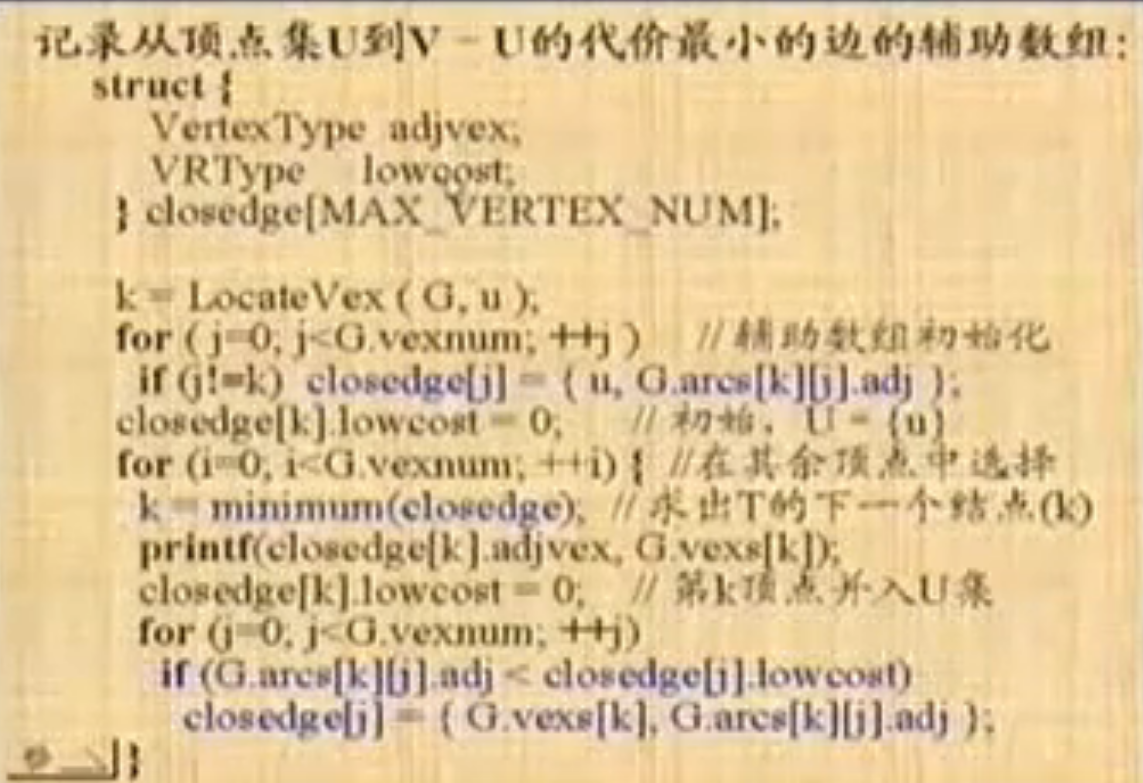 记录从顶点集U到V－U的代价最小的边的辅助数组:
struct {
VertexType adjvex;
VRType lowcost;
} closedge[MAX_VERTEX_NUM];
k = LocateVex ( G, u );
for ( j=0; j<G.vexnum; ++j ) //辅助数组初始化
if (j!=k) closedge[j] = { u, G.arcs[k][j].adj };
closedge[k].lowcost = 0; // 初始，U = {u}
for (i=0; i<G.vexnum; ++i) { //在其余顶点中选择
k = minimum(closedge); // 求出T的下一个结点(k)
printf(closedge[k].adjvex, G.vexs[k]);
closedge[k].lowcost = 0; // 第k顶点并入U集
for (j=0; j<G.vexnum; ++j)
if (G.arcs[k][j].adj < closedge[j].lowcost)
closedge[j] = { G.vexs[k], G.arcs[k][j].adj };
}